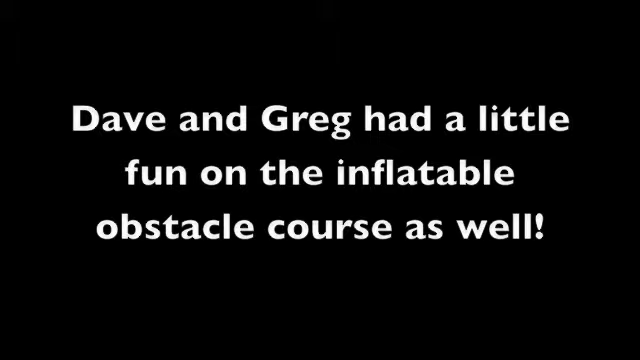 Dave and Greg had a little
fun on the inflatable
obstacle course as well!